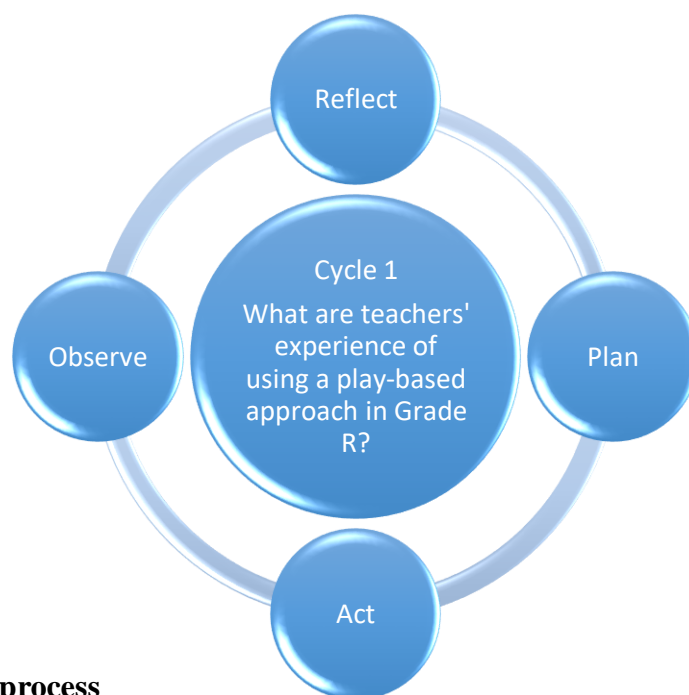 Reflect
Cycle 1
What are teachers'
experience of
using a play-based
approach in Grade
R?
Observe
Plan
Act
process